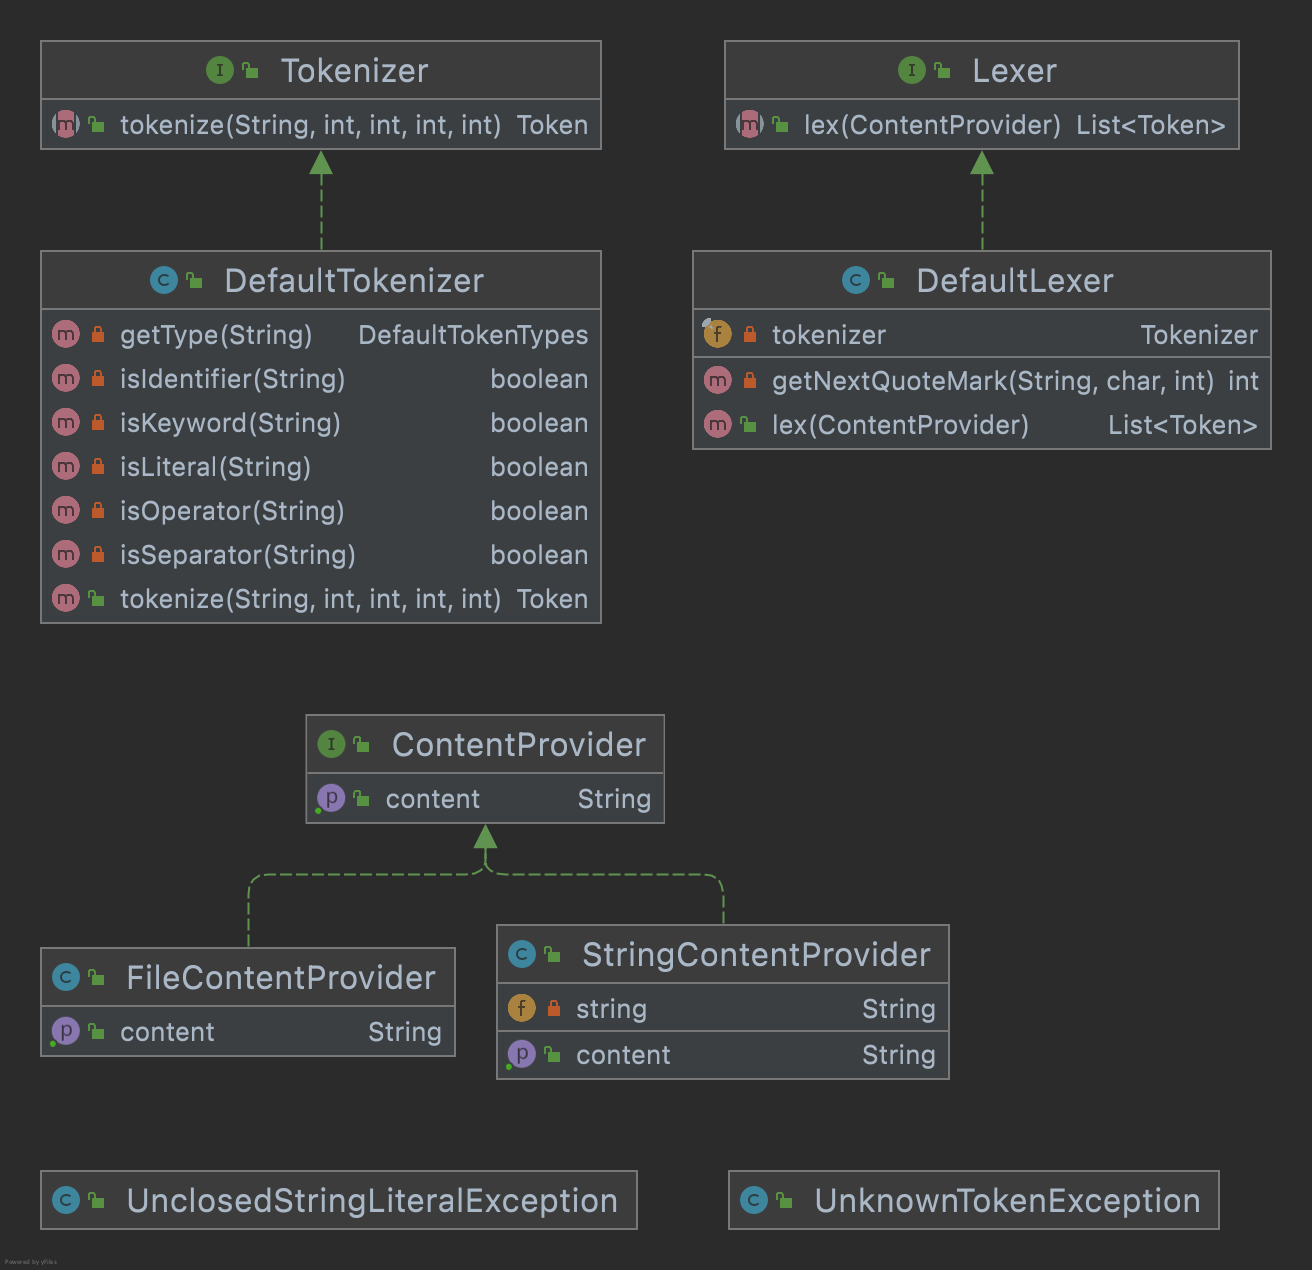 Tokenizer
tokenize(String, int, int, int, int) Token
Lexer
lex(ContentProvider) List<Token>
DefaultTokenizer
getType(String) DefaultTokenTypes
isIdentifier(String) boolean
isKeyword(String) boolean
isLiteral(String) boolean
isOperator(String) boolean
isSeparator(String) boolean
tokenize(String, int, int, int, int) Token
DefaultLexer
tokenizer Tokenizer
getNextQuoteMark(String, char, int) int
lex(ContentProvider) List<Token>
ContentProvider
content String
FileContentProvider
content String
StringContentProvider
string String
content String
UnclosedStringLiteralException
UnknownTokenException
Powered by yFiles